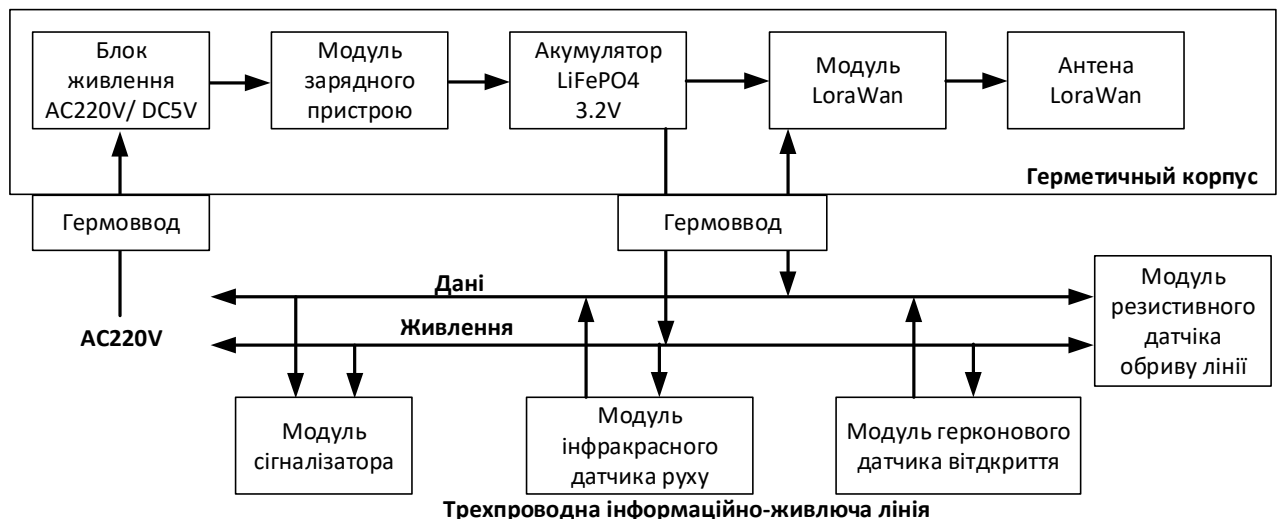 Блок
живлення
AC220V/ DC5V
Модуль
зарядного
пристрою
Акумулятор
LiFePO4
3.2V
Модуль
LoraWan
Антена
LoraWan
Герметичный корпус
Гермоввод
Гермоввод
Дані
Живлення
AC220V
Модуль
резистивного
датчіка
обриву лінії
Модуль
сігналізатора
Модуль
інфракрасного
датчика руху
Модуль герконового
датчика вітдкриття
Трехпроводна інформаційно-живлюча лінія